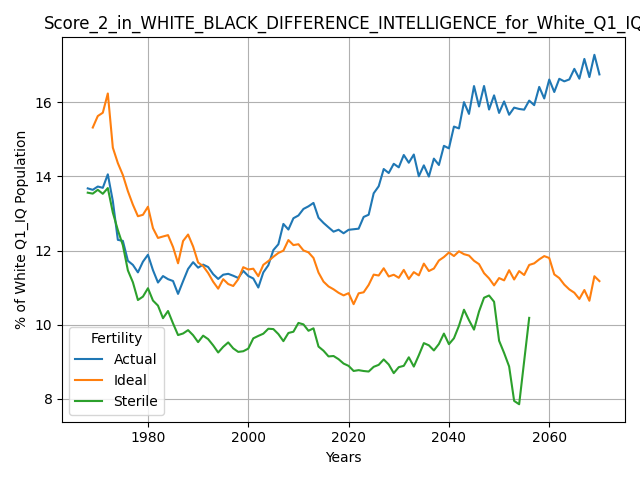 Score_2_in_WHITE_BLACK_DIFFERENCE_INTELLIGENCE_for_White_Q1_IQ
% of White Q1_IQ Population
16
14
12
10
8
Fertility
Actual
Ideal
Sterile
1980
2000
2020
2040
2060
Years